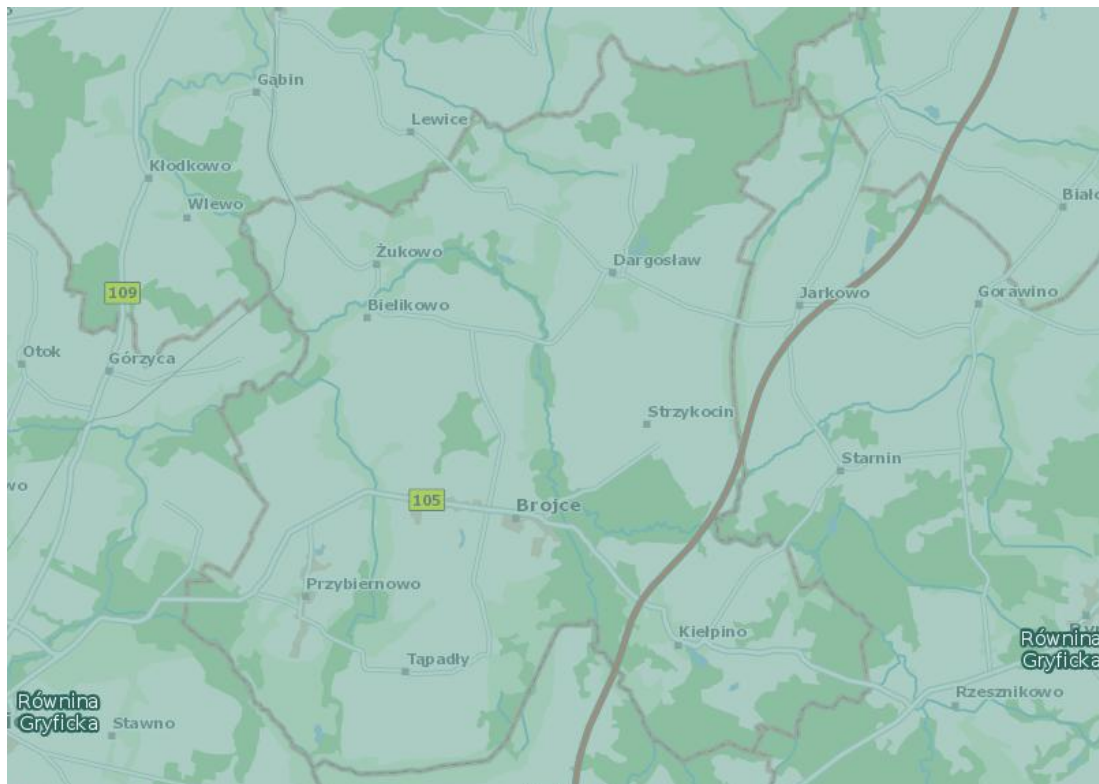 Gąbin
Lewice
Kłodkowo
Wlewo
Żukowo
Dargosław
109
Bielikowo
Jarkowo
Gorawino
Otok
Górzyca
Strzykocin
Starnin
105
Brojce
Przybiernowo
Kiełpino
Równina
Gryficka
Tąpadły
Rzesznikowo
Równina
Gryficka
Stawno